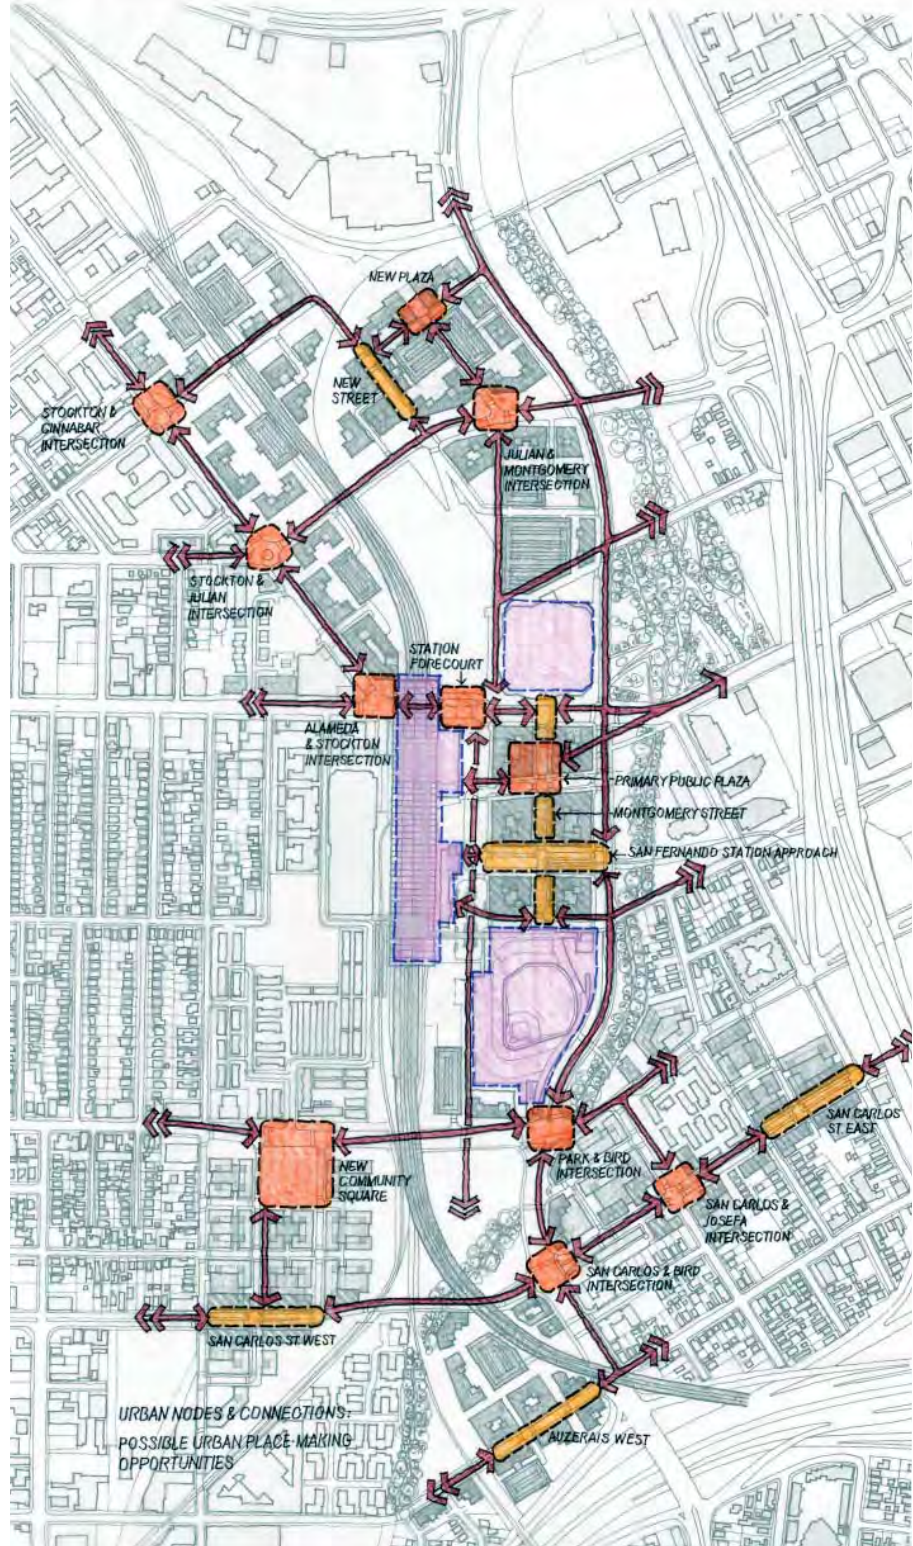 NEW PLAZA
NEW
STREET
STOCKTON &
CINNABAR
INTERSECTION
JULIAN &
MONTGOMERY
INTERSECTION
STOCKTON &
JULIAN
INTERSECTION
STATION
FORECOURT
ALAMEDA
& STOCKTON
INTERSECTION
PRIMARY PUBLIC PLAZA
MONTGOMERY STREET
SAN FERNANDO STATION APPROACH
SAN CARLOS
ST. EAST
PARK & BIRD
INTERSECTION
NEW
COMMUNITY
SQUARE
SAN CARLOS &
JOSEFA
INTERSECTION
SAN CARLOS & BIRD
INTERSECTION
SAN CARLOS ST WEST
AUZERAIS WEST
URBAN NODES & CONNECTIONS:
POSSIBLE URBAN PLACE-MAKING
OPPORTUNITIES